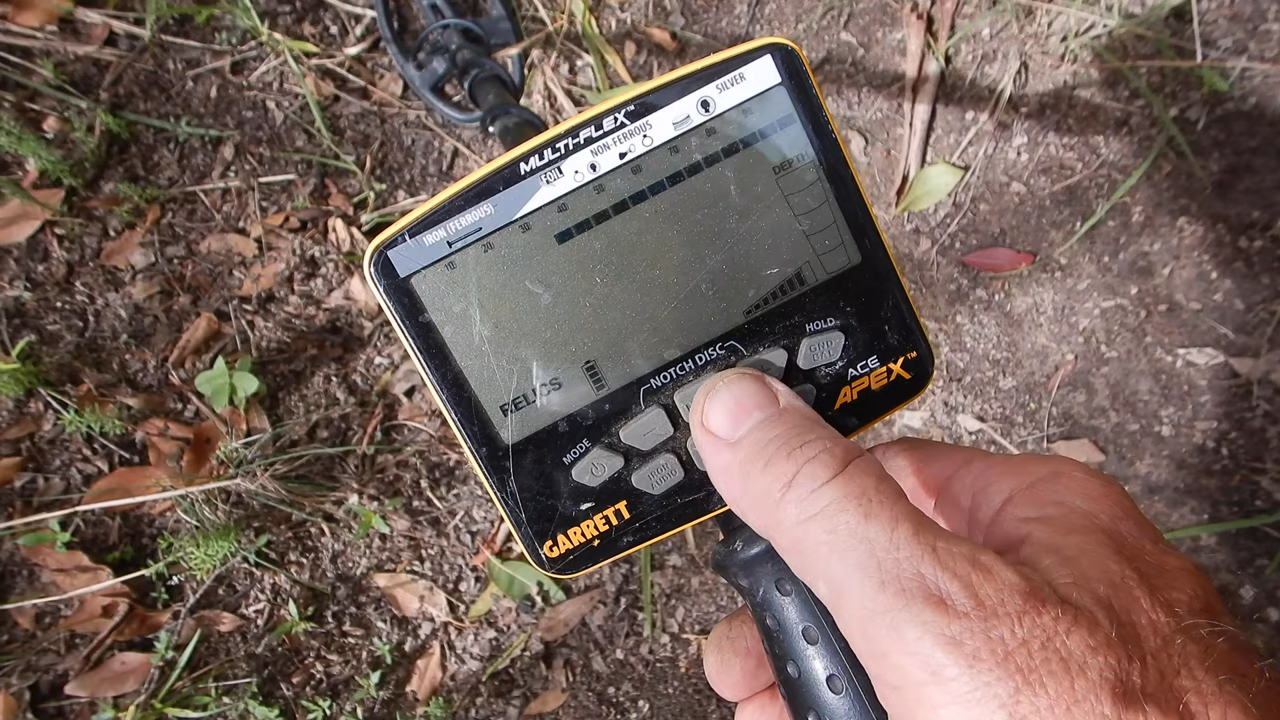 MULTI-FLEX™
IRON (FERROUS)
FOIL
NON-FERROUS
SILVER
10 20 30 40 50 60 70 80
DEPTH
RELICS
NOTCH DISC
HOLD
GND
BAL
MODE
IRON
AUDIO
ACE
APEX™
GARRETT